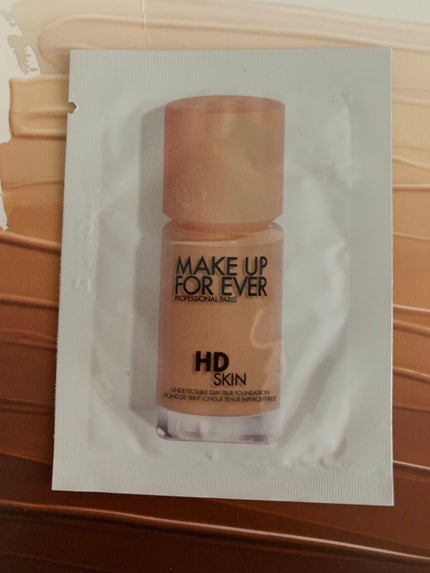 MAKE UP
FOR EVER
PROFESSIONAL PARIS
HD
SKIN
UNDETECTABLE STAY-TRUE FOUNDATION
FOND DE TEINT LONGUE TENUE IMPERCEPTIBLE